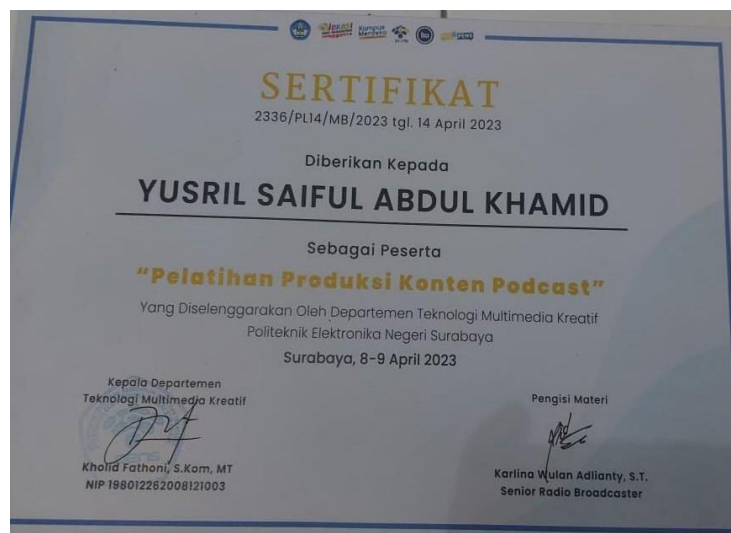 Kampus
Merdeka
SERTIFIKAT
2336/PL14/MB/2023 tgl. 14 April 2023
Diberikan Kepada
YUSRIL SAIFUL ABDUL KHAMID
Sebagai Peserta
"Pelatihan Produksi Konten Podcast"
Yang Diselenggarakan Oleh Departemen Teknologi Multimedia Kreatif
Politeknik Elektronika Negeri Surabaya
Surabaya, 8-9 April 2023
Kepala Departemen
Teknologi Multimedia Kreatif
Kholid Fathoni, S.Kom, MT
NIP 198012262008121003
Pengisi Materi
Karlina Wulan Adlianty, S.T.
Senior Radio Broadcaster